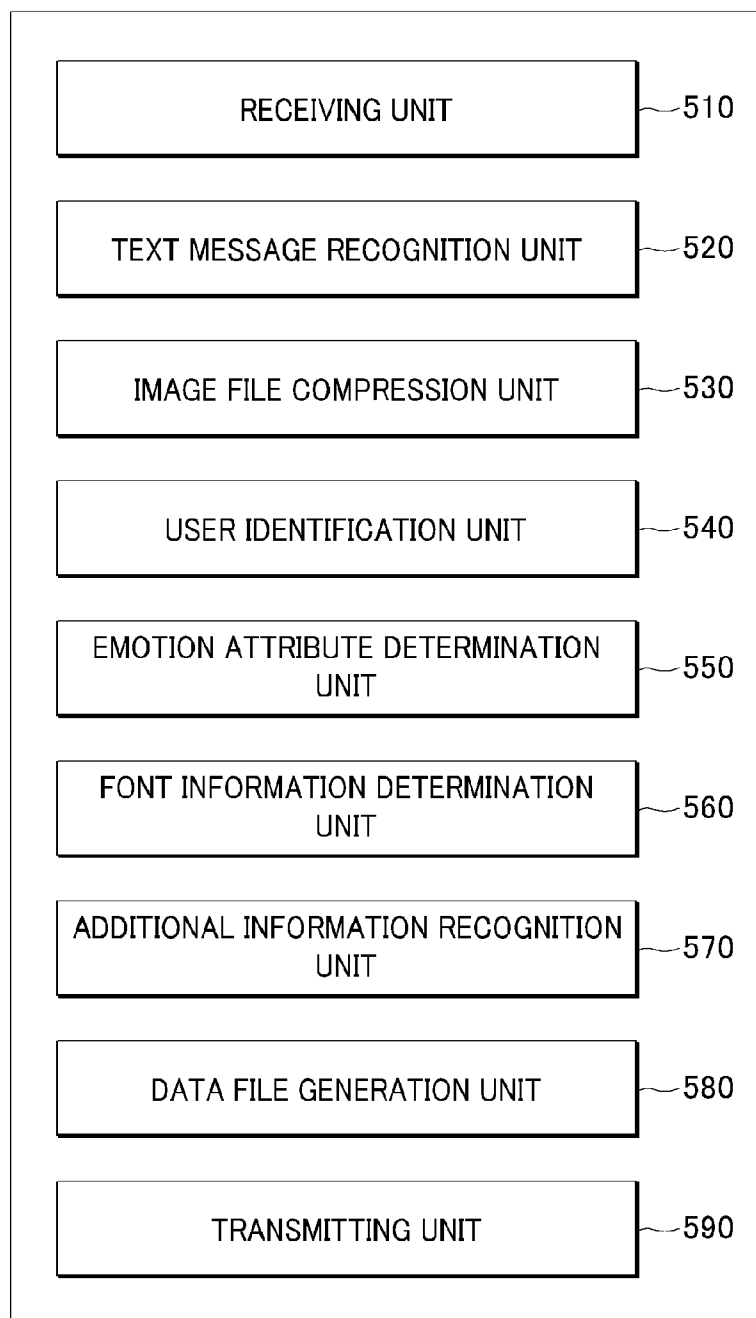 RECEIVING UNIT
510
TEXT MESSAGE RECOGNITION UNIT
520
IMAGE FILE COMPRESSION UNIT
530
USER IDENTIFICATION UNIT
540
EMOTION ATTRIBUTE DETERMINATION
UNIT
550
FONT INFORMATION DETERMINATION
UNIT
560
ADDITIONAL INFORMATION RECOGNITION
UNIT
570
DATA FILE GENERATION UNIT
580
TRANSMITTING UNIT
590